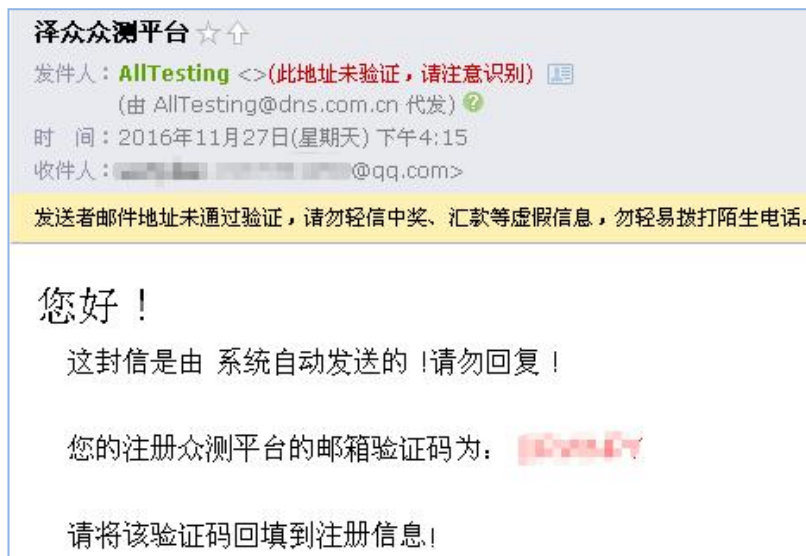 泽众众测平台
发件人：AllTesting <>(此地址未验证，请注意识别)
(由 AllTesting@dns.com.cn 代发)
时 间：2016年11月27日(星期天) 下午4:15
收件人： @qq.com>
发送者邮件地址未通过验证，请勿轻信中奖、汇款等虚假信息，勿轻易拨打陌生电话。
您好！
这封信是由 系统自动发送的 !请勿回复！
您的注册众测平台的邮箱验证码为：
请将该验证码回填到注册信息!